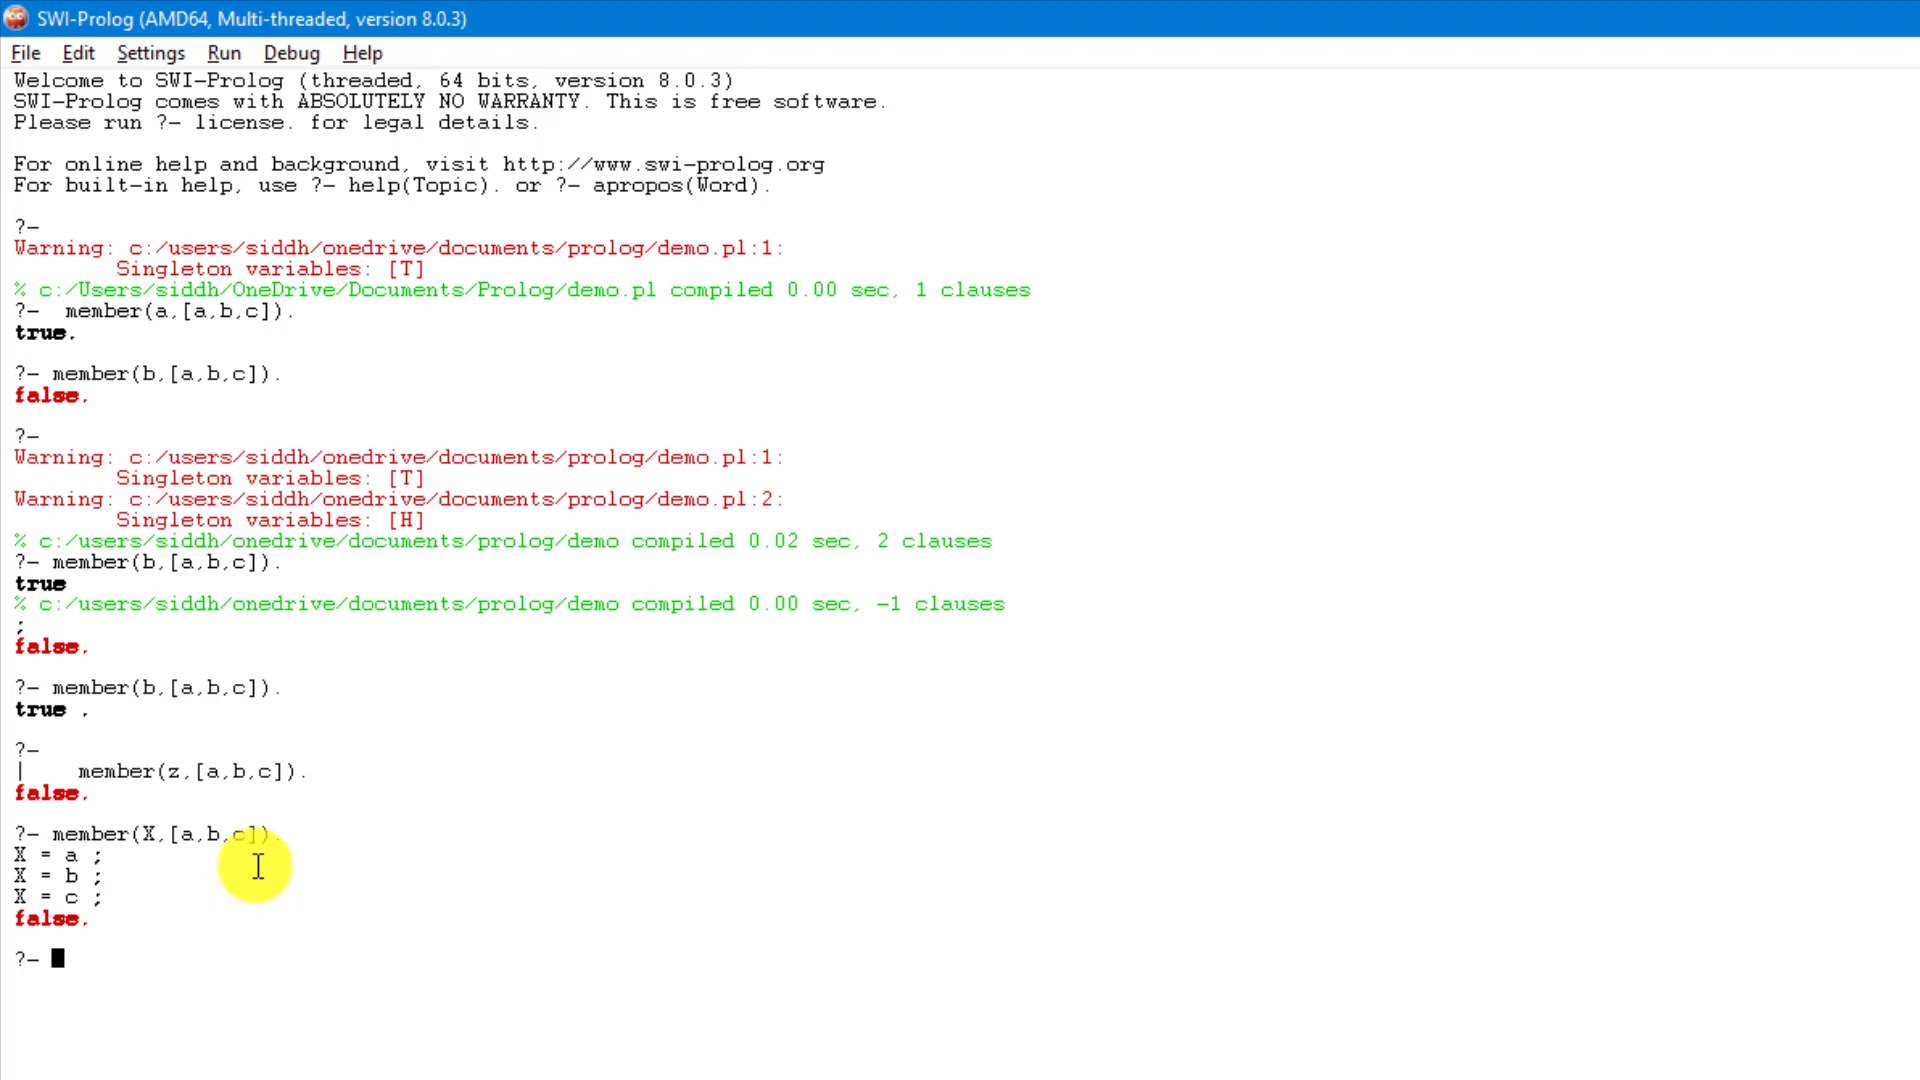 SWI-Prolog (AMD64, Multi-threaded, version 8.0.3)
File Edit Settings Run Debug Help
Welcome to SWI-Prolog (threaded, 64 bits, version 8.0.3)
SWI-Prolog comes with ABSOLUTELY NO WARRANTY. This is free software.
Please run ?- license. for legal details.
For online help and background, visit http://www.swi-prolog.org
For built-in help, use ?- help(Topic). or ?- apropos(Word).
?-
Warning: c:/users/siddh/onedrive/documents/prolog/demo.pl:1:
Singleton variables: [T]
% c:/Users/siddh/OneDrive/Documents/Prolog/demo.pl compiled 0.00 sec, 1 clauses
?-  member(a,[a,b,c]).
true.
?- member(b,[a,b,c]).
false.
?-
Warning: c:/users/siddh/onedrive/documents/prolog/demo.pl:1:
Singleton variables: [T]
Warning: c:/users/siddh/onedrive/documents/prolog/demo.pl:2:
Singleton variables: [H]
% c:/users/siddh/onedrive/documents/prolog/demo compiled 0.02 sec, 2 clauses
?- member(b,[a,b,c]).
true
% c:/users/siddh/onedrive/documents/prolog/demo compiled 0.00 sec, -1 clauses
;
false.
?- member(b,[a,b,c]).
true .
?-
|    member(z,[a,b,c]).
false.
?- member(X,[a,b,c]).
X = a ;
X = b ;
X = c ;
false.
?-